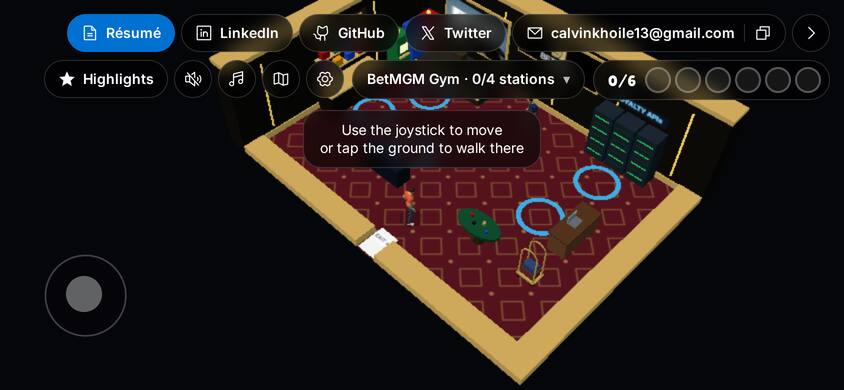 Résumé
LinkedIn
GitHub
Twitter
calvinkhoile13@gmail.com
Highlights
BetMGM Gym · 0/4 stations ▾
0/6
Use the joystick to move
or tap the ground to walk there
EXIT